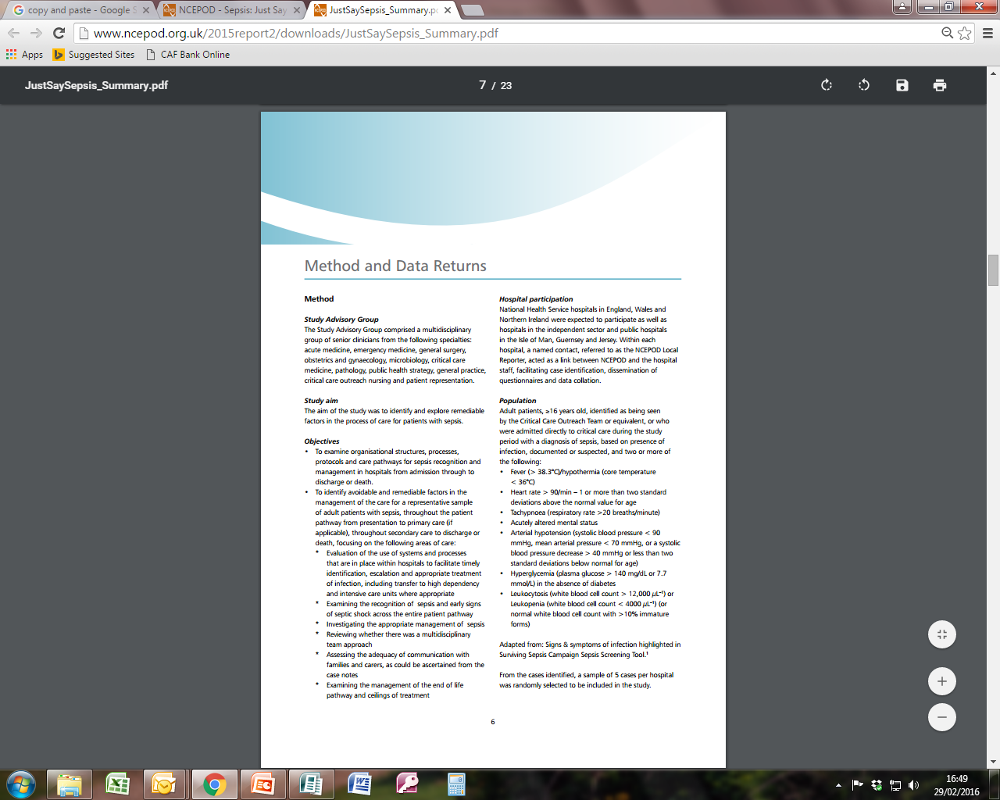 copy and paste - Google S
NCEPOD - Sepsis: Just Say
JustSaySepsis_Summary.pd
www.ncepod.org.uk/2015report2/downloads/JustSaySepsis_Summary.pdf
Apps
Suggested Sites
CAF Bank Online
JustSaySepsis_Summary.pdf
7 / 23
Method and Data Returns
Method
Study Advisory Group
The Study Advisory Group comprised a multidisciplinary
group of senior clinicians from the following specialties:
acute medicine, emergency medicine, general surgery,
obstetrics and gynaecology, microbiology, critical care
medicine, pathology, public health strategy, general practice,
critical care outreach nursing and patient representation.
Study aim
The aim of the study was to identify and explore remediable
factors in the process of care for patients with sepsis.
Objectives
• To examine organisational structures, processes,
protocols and care pathways for sepsis recognition and
management in hospitals from admission through to
discharge or death.
• To identify avoidable and remediable factors in the
management of the care for a representative sample
of adult patients with sepsis, throughout the patient
pathway from presentation to primary care (if
applicable), throughout secondary care to discharge or
death, focusing on the following areas of care:
* Evaluation of the use of systems and processes
that are in place within hospitals to facilitate timely
identification, escalation and appropriate treatment
of infection, including transfer to high dependency
and intensive care units where appropriate
* Examining the recognition of sepsis and early signs
of septic shock across the entire patient pathway
* Investigating the appropriate management of sepsis
* Reviewing whether there was a multidisciplinary
team approach
* Assessing the adequacy of communication with
families and carers, as could be ascertained from the
case notes
* Examining the management of the end of life
pathway and ceilings of treatment
Hospital participation
National Health Service hospitals in England, Wales and
Northern Ireland were expected to participate as well as
hospitals in the independent sector and public hospitals
in the Isle of Man, Guernsey and Jersey. Within each
hospital, a named contact, referred to as the NCEPOD Local
Reporter, acted as a link between NCEPOD and the hospital
staff, facilitating case identification, dissemination of
questionnaires and data collation.
Population
Adult patients, ≥16 years old, identified as being seen
by the Critical Care Outreach Team or equivalent, or who
were admitted directly to critical care during the study
period with a diagnosis of sepsis, based on presence of
infection, documented or suspected, and two or more of
the following:
• Fever (> 38.3°C)/hypothermia (core temperature
< 36°C)
• Heart rate > 90/min – 1 or more than two standard
deviations above the normal value for age
• Tachypnoea (respiratory rate >20 breaths/minute)
• Acutely altered mental status
• Arterial hypotension (systolic blood pressure < 90
mmHg, mean arterial pressure < 70 mmHg, or a systolic
blood pressure decrease > 40 mmHg or less than two
standard deviations below normal for age)
• Hyperglycemia (plasma glucose > 140 mg/dL or 7.7
mmol/L) in the absence of diabetes
• Leukocytosis (white blood cell count > 12,000 µL⁻¹) or
Leukopenia (white blood cell count < 4000 µL⁻¹) (or
normal white blood cell count with >10% immature
forms)
Adapted from: Signs & symptoms of infection highlighted in
Surviving Sepsis Campaign Sepsis Screening Tool.¹
From the cases identified, a sample of 5 cases per hospital
was randomly selected to be included in the study.
6
16:49
29/02/2016